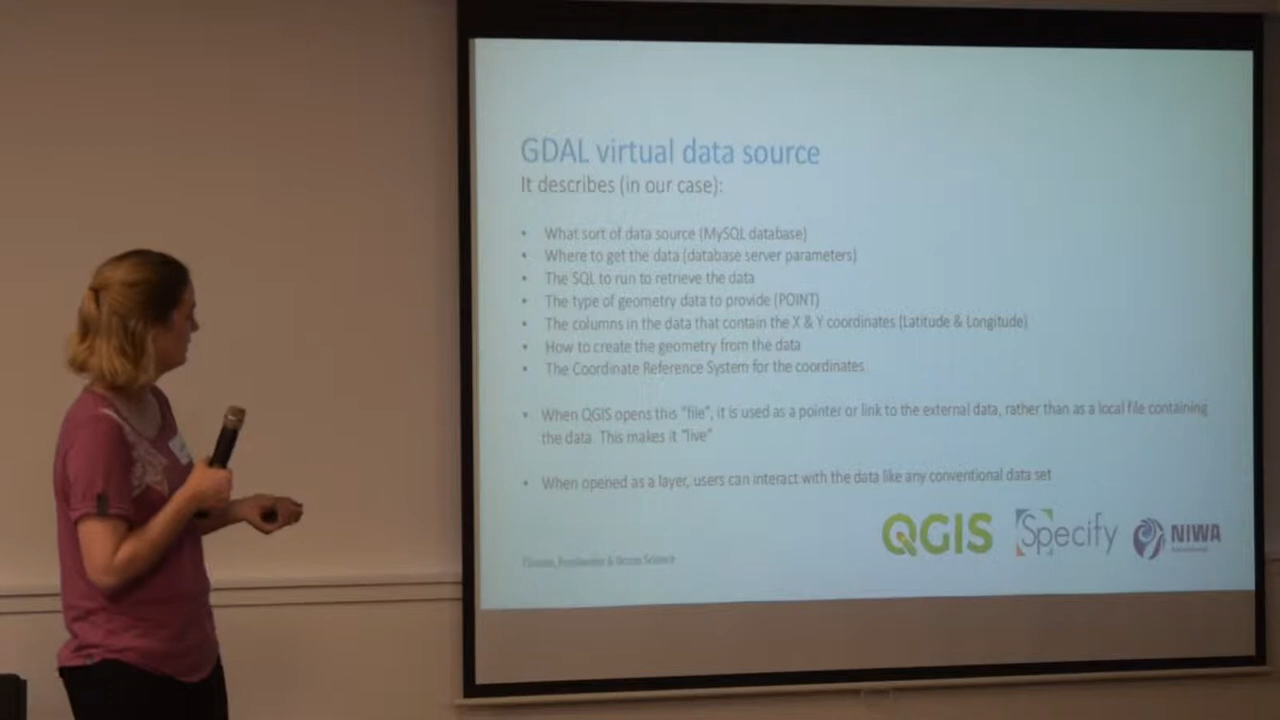 GDAL virtual data source
It describes (in our case):
• What sort of data source (MySQL database)
• Where to get the data (database server parameters)
• The SQL to run to retrieve the data
• The type of geometry data to provide (POINT)
• The columns in the data that contain the X & Y coordinates (Latitude & Longitude)
• How to create the geometry from the data
• The Coordinate Reference System for the coordinates
• When QGIS opens this "file", it is used as a pointer or link to the external data, rather than as a local file containing
the data. This makes it "live"
• When opened as a layer, users can interact with the data like any conventional data set
QGIS Specify NIWA
Climate, Freshwater & Ocean Science